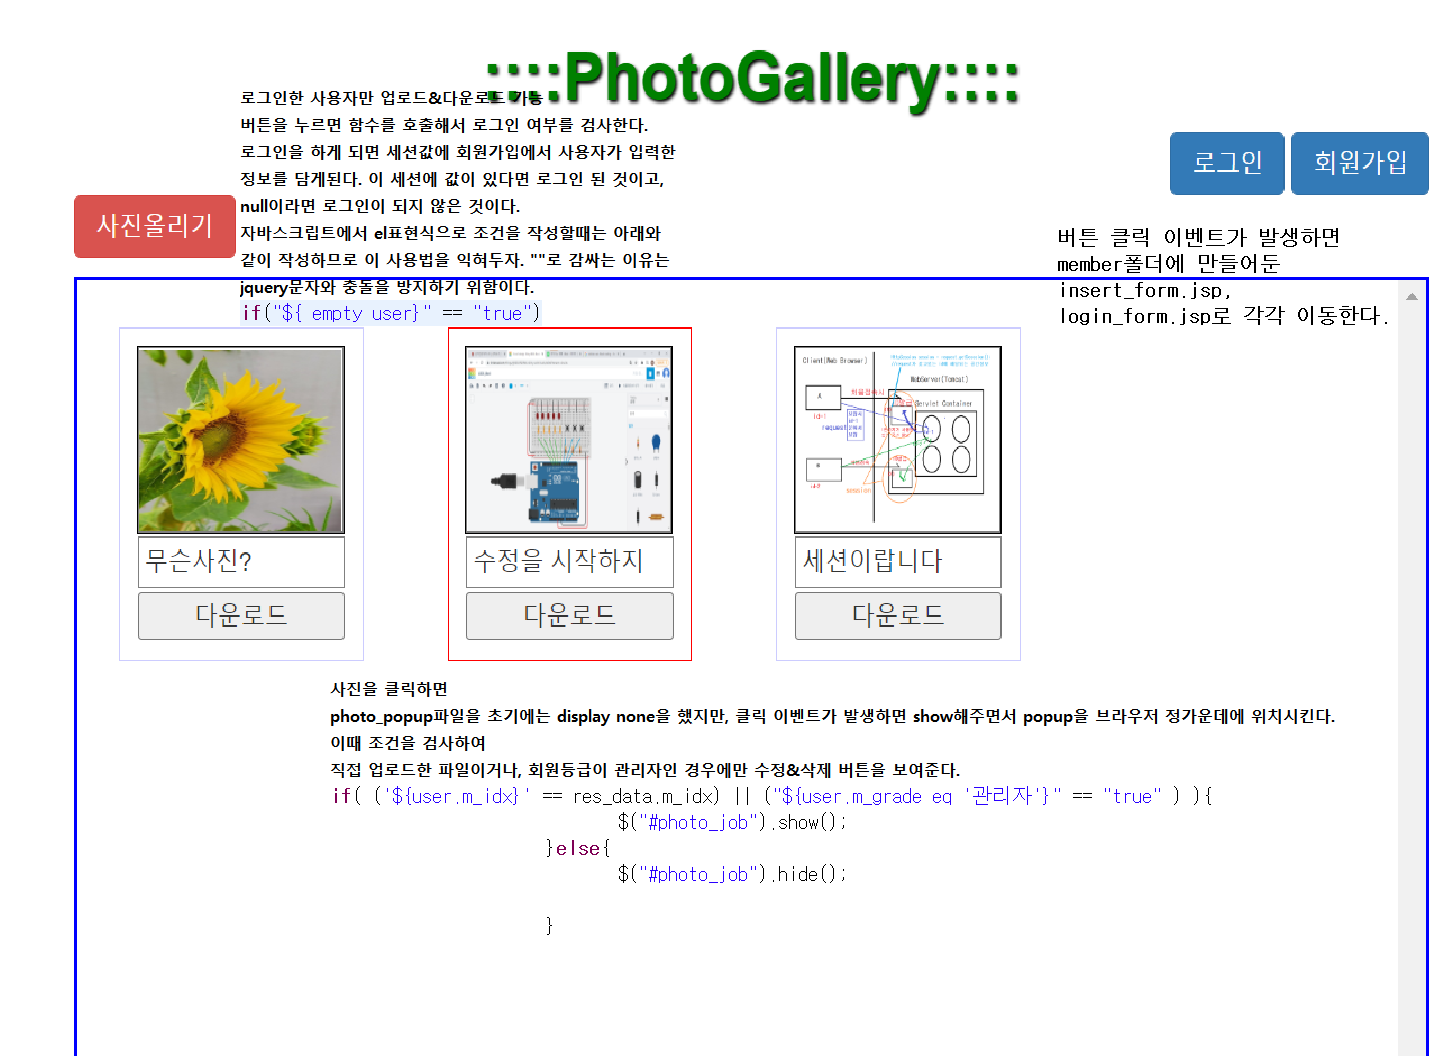 ::::PhotoGallery::::
로그인한 사용자만 업로드&다운로드 가능
버튼을 누르면 함수를 호출해서 로그인 여부를 검사한다.
로그인을 하게 되면 세션값에 회원가입에서 사용자가 입력한
정보를 담게된다. 이 세션에 값이 있다면 로그인 된 것이고,
null이라면 로그인이 되지 않은 것이다.
자바스크립트에서 el표현식으로 조건을 작성할때는 아래와
같이 작성하므로 이 사용법을 익혀두자. ""로 감싸는 이유는
jquery문자와 충돌을 방지하기 위함이다.
if("${ empty user}" == "true")
로그인
회원가입
사진올리기
버튼 클릭 이벤트가 발생하면
member폴더에 만들어둔
insert_form.jsp,
login_form.jsp로 각각 이동한다.
Client(Web Browser)
WebServer(Tomcat)
Servlet Container
무슨사진?
수정을 시작하지
세션이랍니다
다운로드
다운로드
다운로드
사진을 클릭하면
photo_popup파일을 초기에는 display none을 했지만, 클릭 이벤트가 발생하면 show해주면서 popup을 브라우저 정가운데에 위치시킨다.
이때 조건을 검사하여
직접 업로드한 파일이거나, 회원등급이 관리자인 경우에만 수정&삭제 버튼을 보여준다.
if( ('${user.m_idx}' == res_data.m_idx) || ("${user.m_grade eq '관리자'}" == "true" ) ){
$("#photo_job").show();
}else{
$("#photo_job").hide();
}